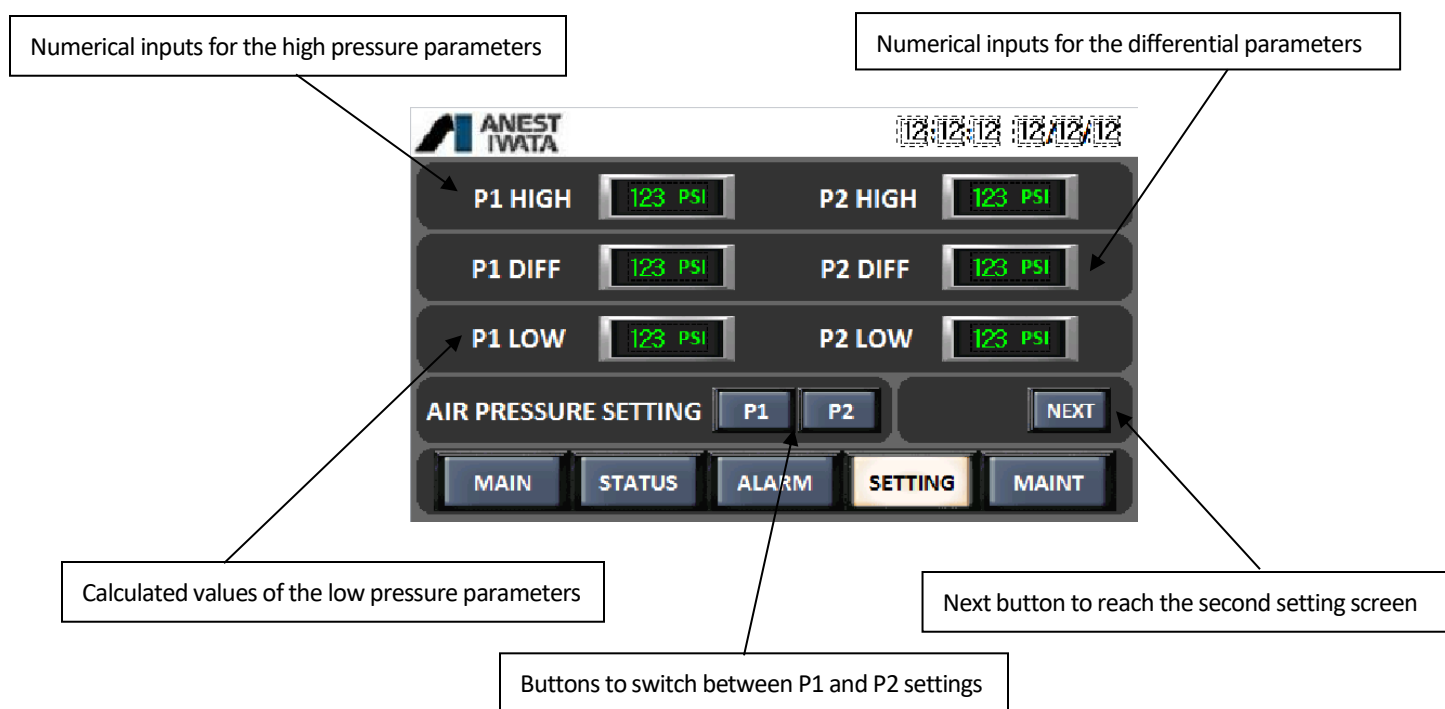 Numerical inputs for the high pressure parameters
Numerical inputs for the differential parameters
ANEST
IWATA
12:12:12 12/12/12
P1 HIGH 123 PSI P2 HIGH 123 PSI
P1 DIFF 123 PSI P2 DIFF 123 PSI
P1 LOW 123 PSI P2 LOW 123 PSI
AIR PRESSURE SETTING P1 P2 NEXT
MAIN STATUS ALARM SETTING MAINT
Calculated values of the low pressure parameters
Next button to reach the second setting screen
Buttons to switch between P1 and P2 settings